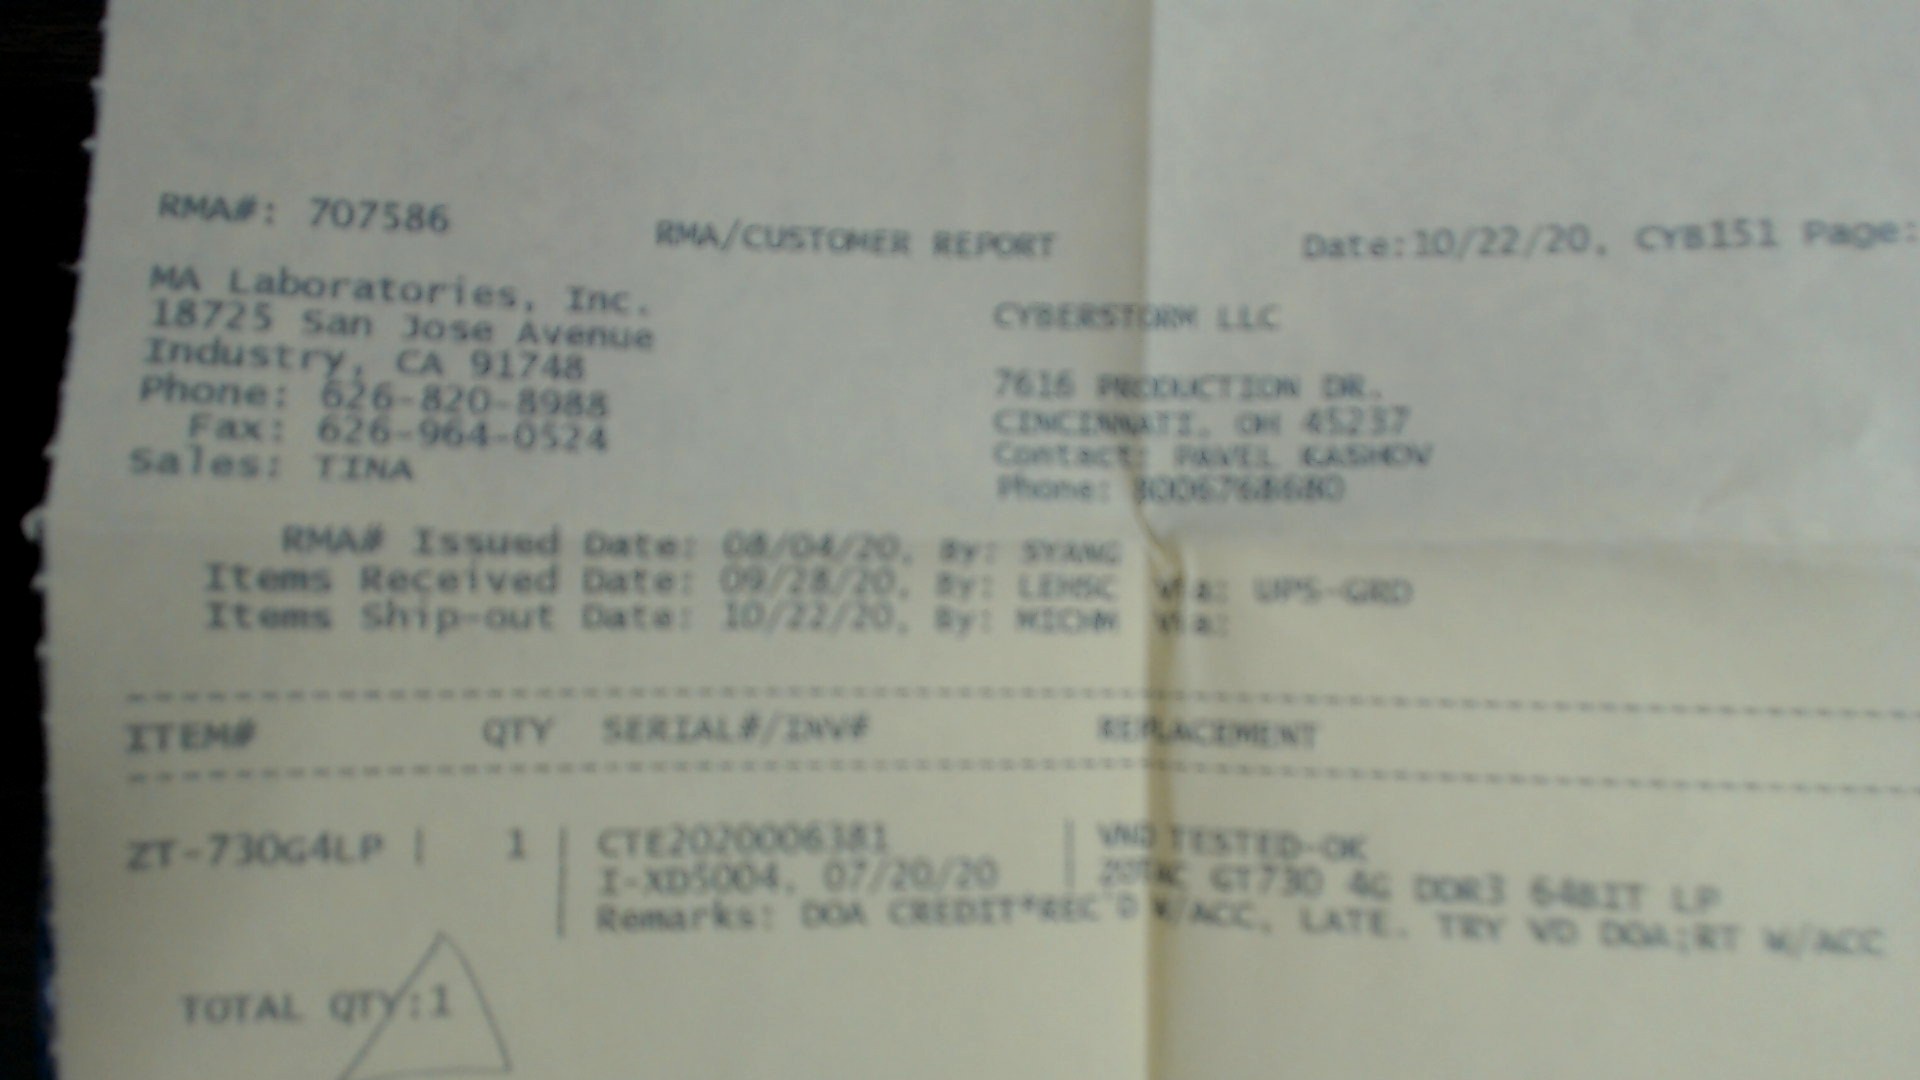 RMA#: 707586
RMA/CUSTOMER REPORT
Date:10/22/20, CYB151 Page:
MA Laboratories, Inc.
18725 San Jose Avenue
Industry, CA 91748
Phone: 626-820-8988
Fax: 626-964-0524
Sales: TINA
CYBERSTORM LLC
7616 PRODUCTION DR.
CINCINNATI, OH 45237
Contact: PAVEL KASHOV
Phone: 8006768680
RMA# Issued Date: 08/04/20, By: SYANG
Items Received Date: 09/28/20, By: LEHSC Via: UPS-GRD
Items Ship-out Date: 10/22/20, By: Via:
ITEM# QTY SERIAL#/INV# REPLACEMENT
ZT-730G4LP | 1 | CTE2020006381 | VND TESTED-OK
| I-XD5004, 07/20/20 | ZOTAC GT730 4G DDR3 64BIT LP
| Remarks: DOA CREDIT*REC'D W/ACC, LATE. TRY VD DOA;RT W/ACC
TOTAL QTY:1